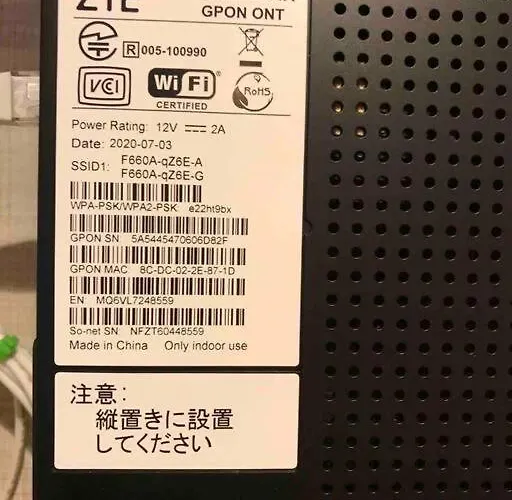 ZTE
GPON ONT
R 005-100990
VCI
Wi Fi
CERTIFIED
RoHS
Power Rating: 12V 2A
Date: 2020-07-03
SSID1: F660A-qZ6E-A
F660A-qZ6E-G
WPA-PSK/WPA2-PSK e22ht9bx
GPON SN 5A5445470606D82F
GPON MAC 8C-DC-02-2E-87-1D
EN MQ6VL7248559
So-net SN: NFZT60448559
Made in China Only indoor use
注意:
縦置きに設置
してください